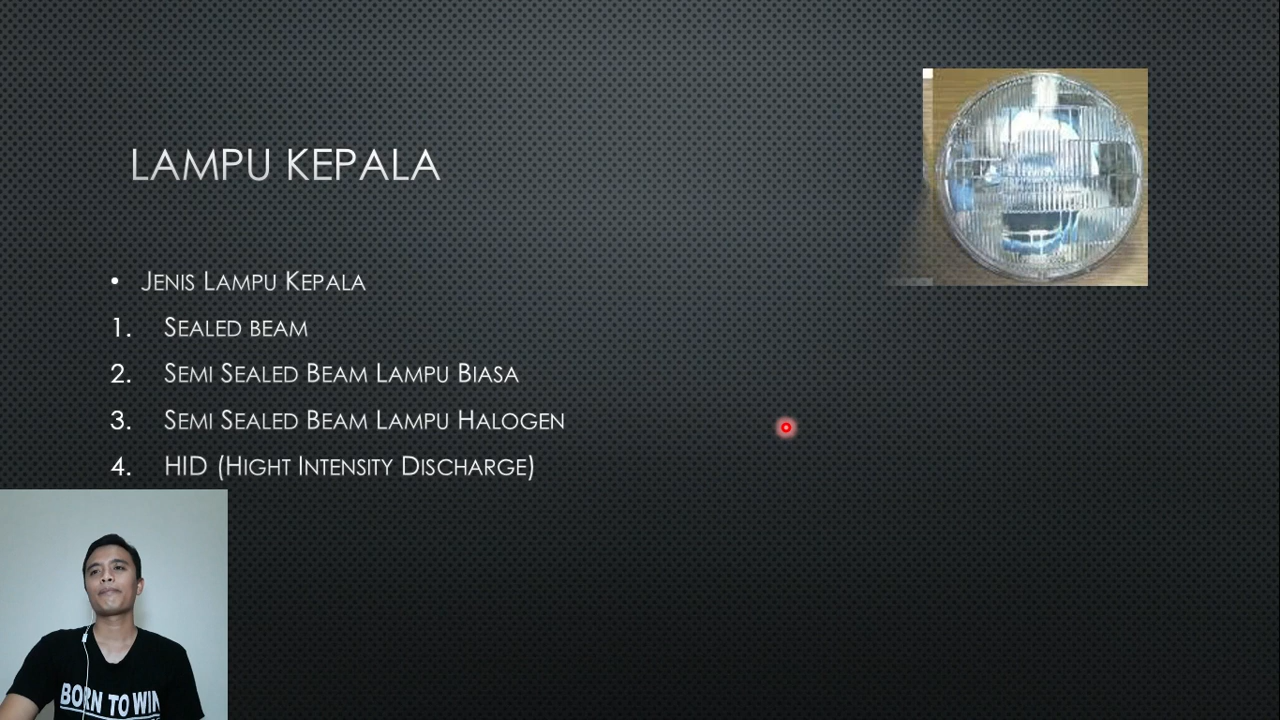 LAMPU KEPALA
• JENIS LAMPU KEPALA
1. SEALED BEAM
2. SEMI SEALED BEAM LAMPU BIASA
3. SEMI SEALED BEAM LAMPU HALOGEN
4. HID (HIGHT INTENSITY DISCHARGE)
BORN TO WIN